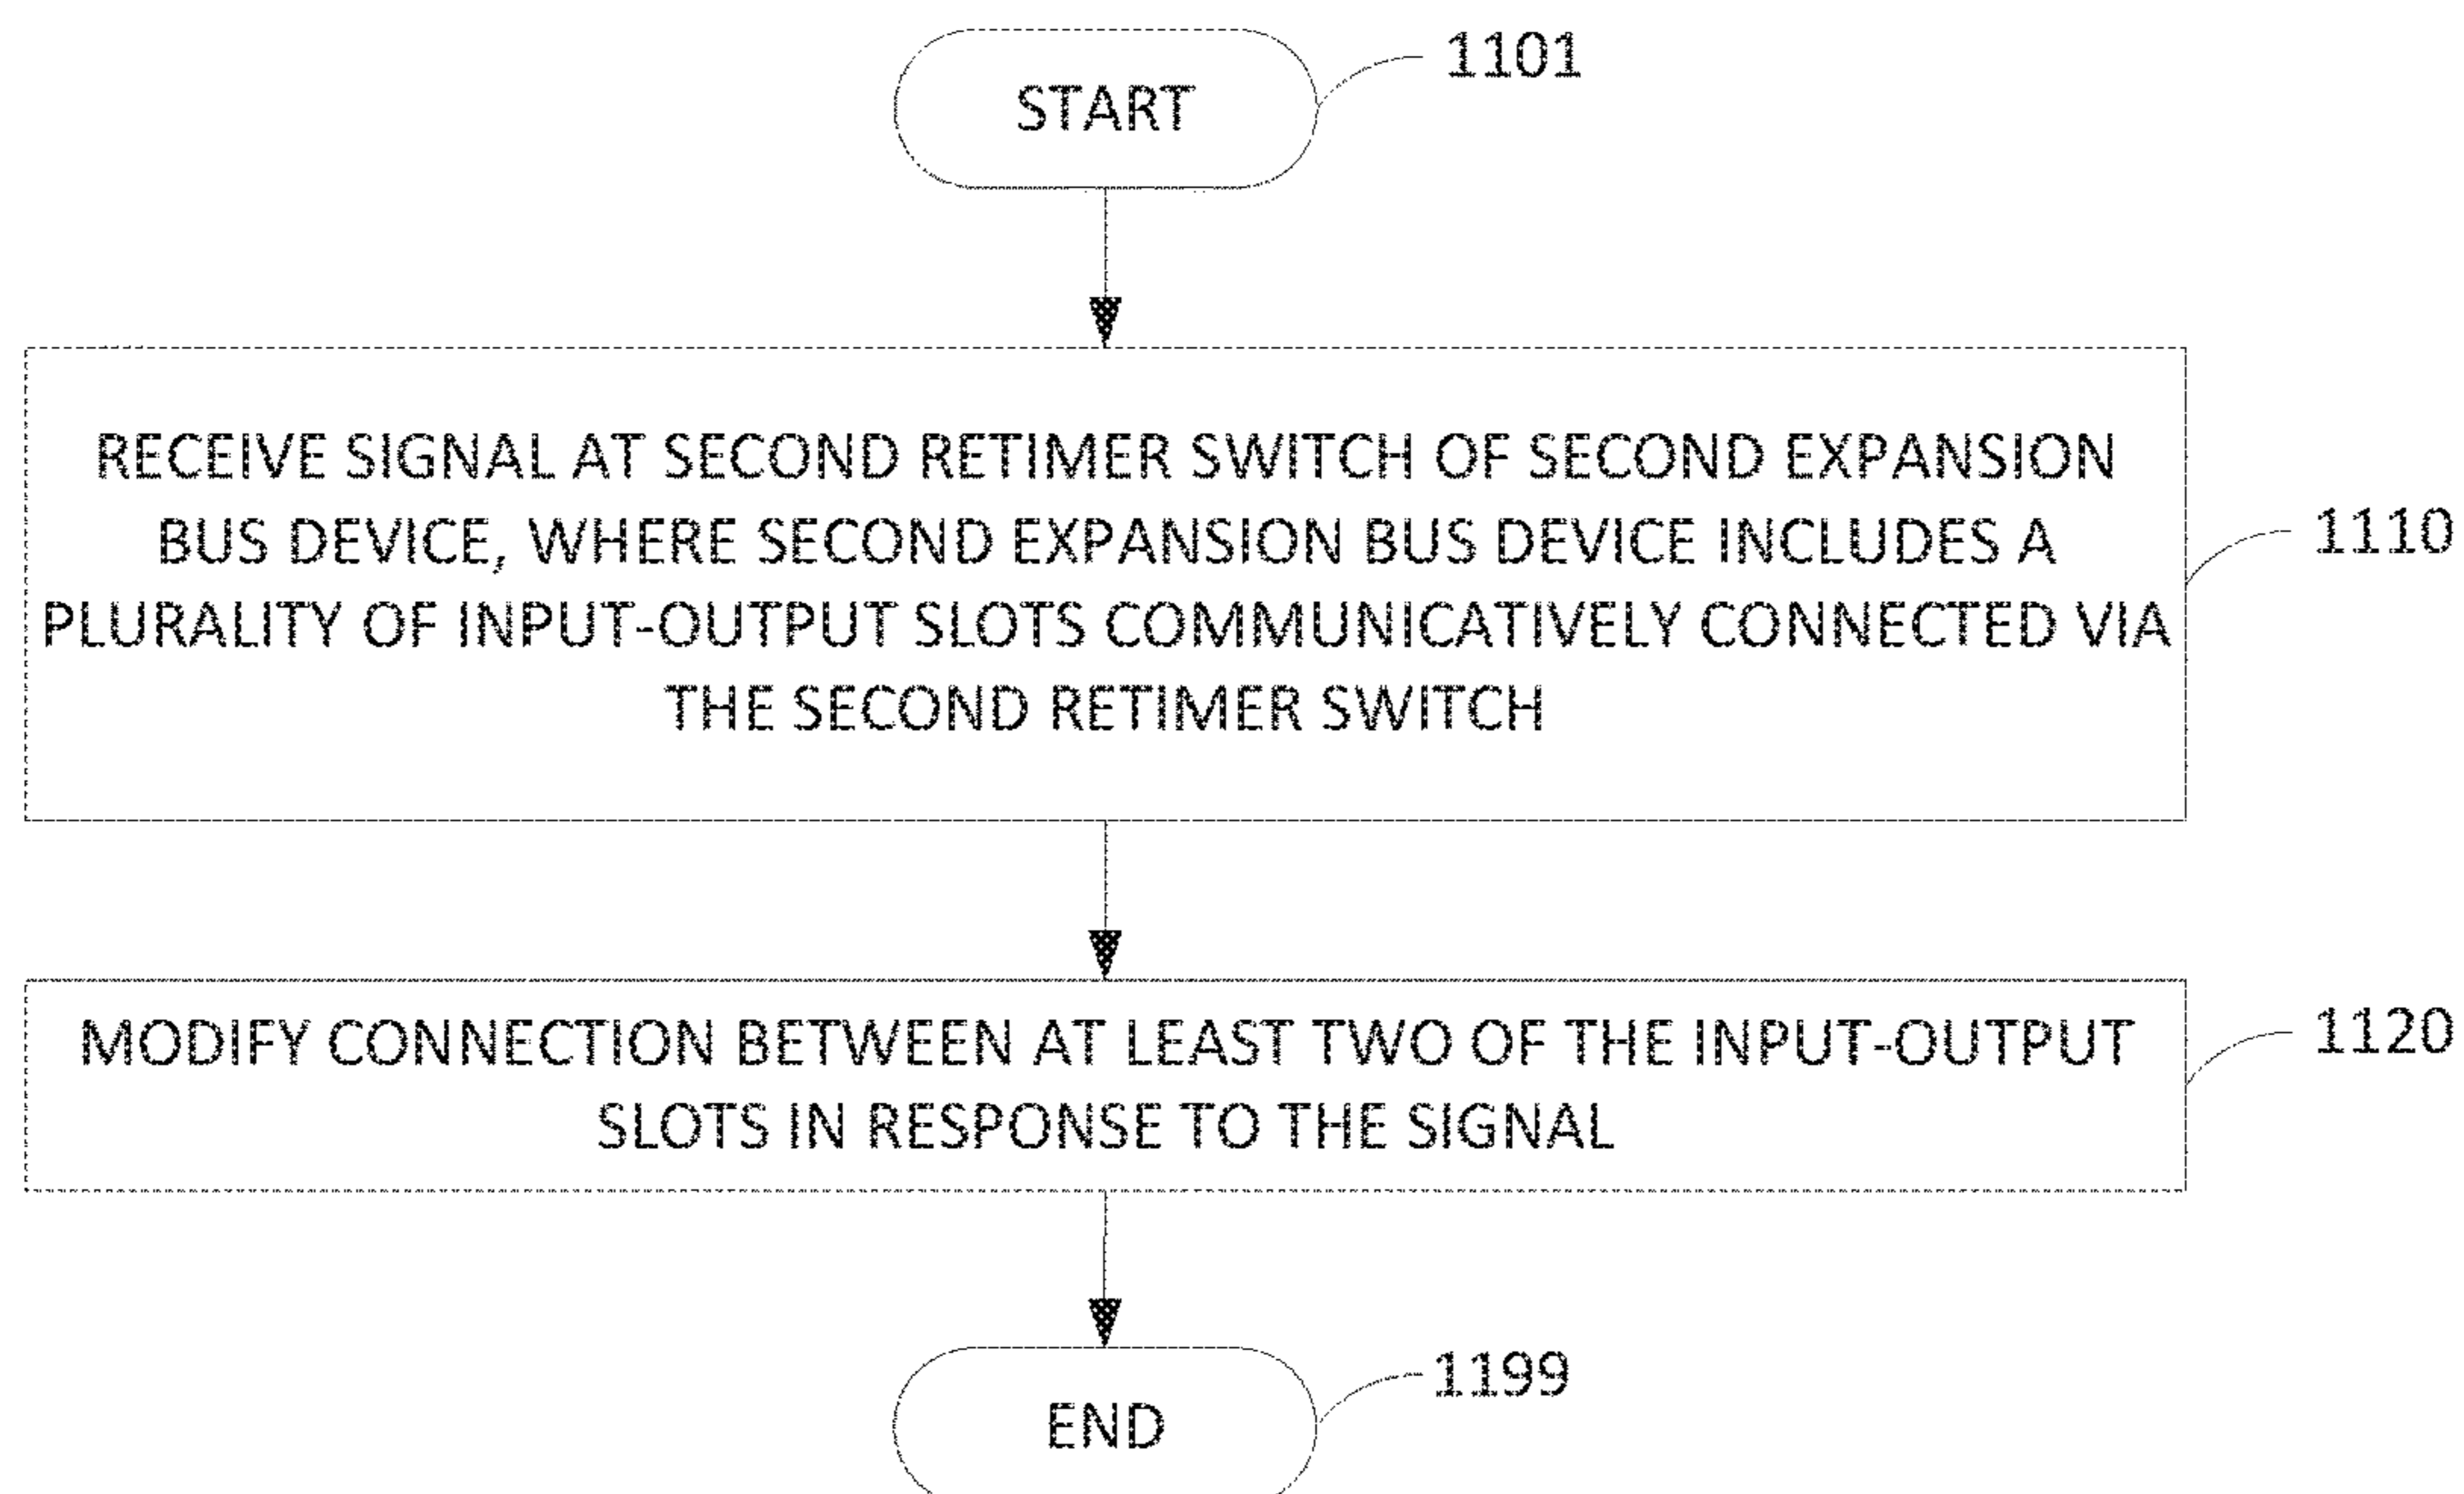 START
1101
RECEIVE SIGNAL AT SECOND RETIMER SWITCH OF SECOND EXPANSION
BUS DEVICE, WHERE SECOND EXPANSION BUS DEVICE INCLUDES A
PLURALITY OF INPUT-OUTPUT SLOTS COMMUNICATIVELY CONNECTED VIA
THE SECOND RETIMER SWITCH
1110
MODIFY CONNECTION BETWEEN AT LEAST TWO OF THE INPUT-OUTPUT
SLOTS IN RESPONSE TO THE SIGNAL
1120
END
1199